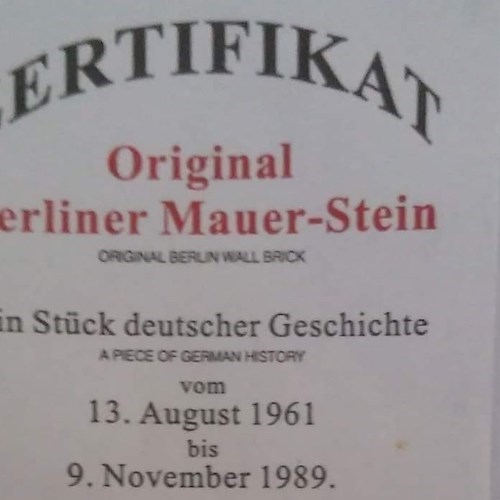 ZERTIFIKAT
Original
erliner Mauer-Stein
ORIGINAL BERLIN WALL BRICK
in Stück deutscher Geschichte
A PIECE OF GERMAN HISTORY
vom
13. August 1961
bis
9. November 1989.